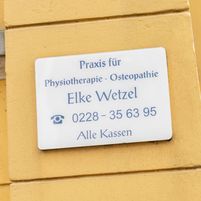 Praxis für
Physiotherapie - Osteopathie
Elke Wetzel
☎ 0228 - 35 63 95
Alle Kassen